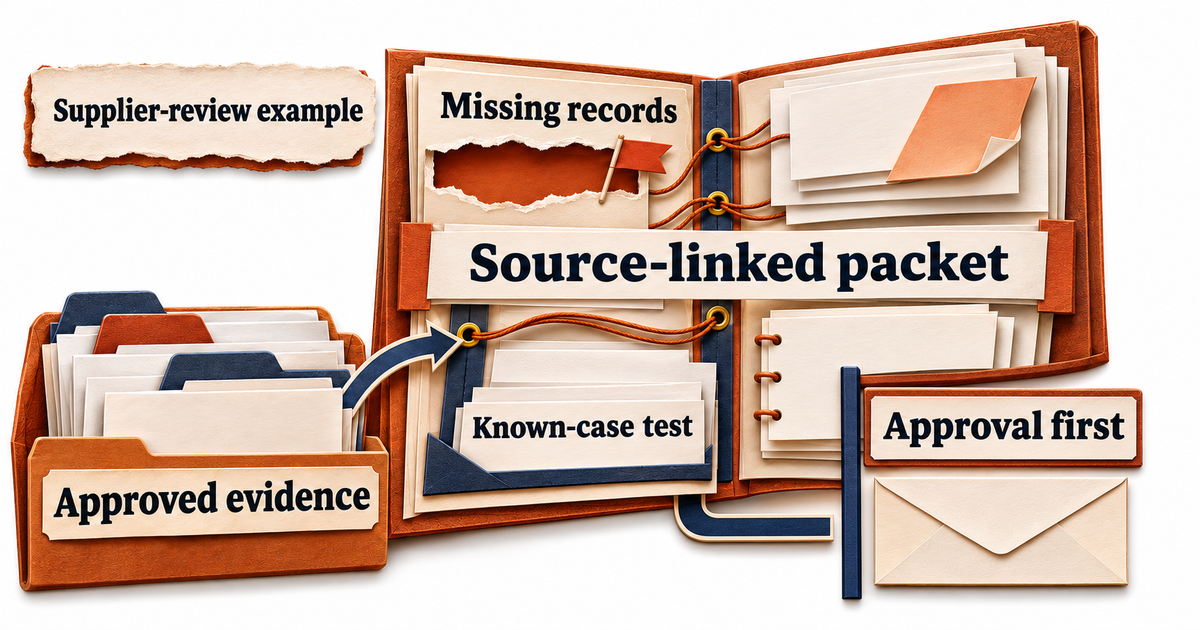 Supplier-review example
Missing records
Source-linked packet
Known-case test
Approval first
Approved evidence